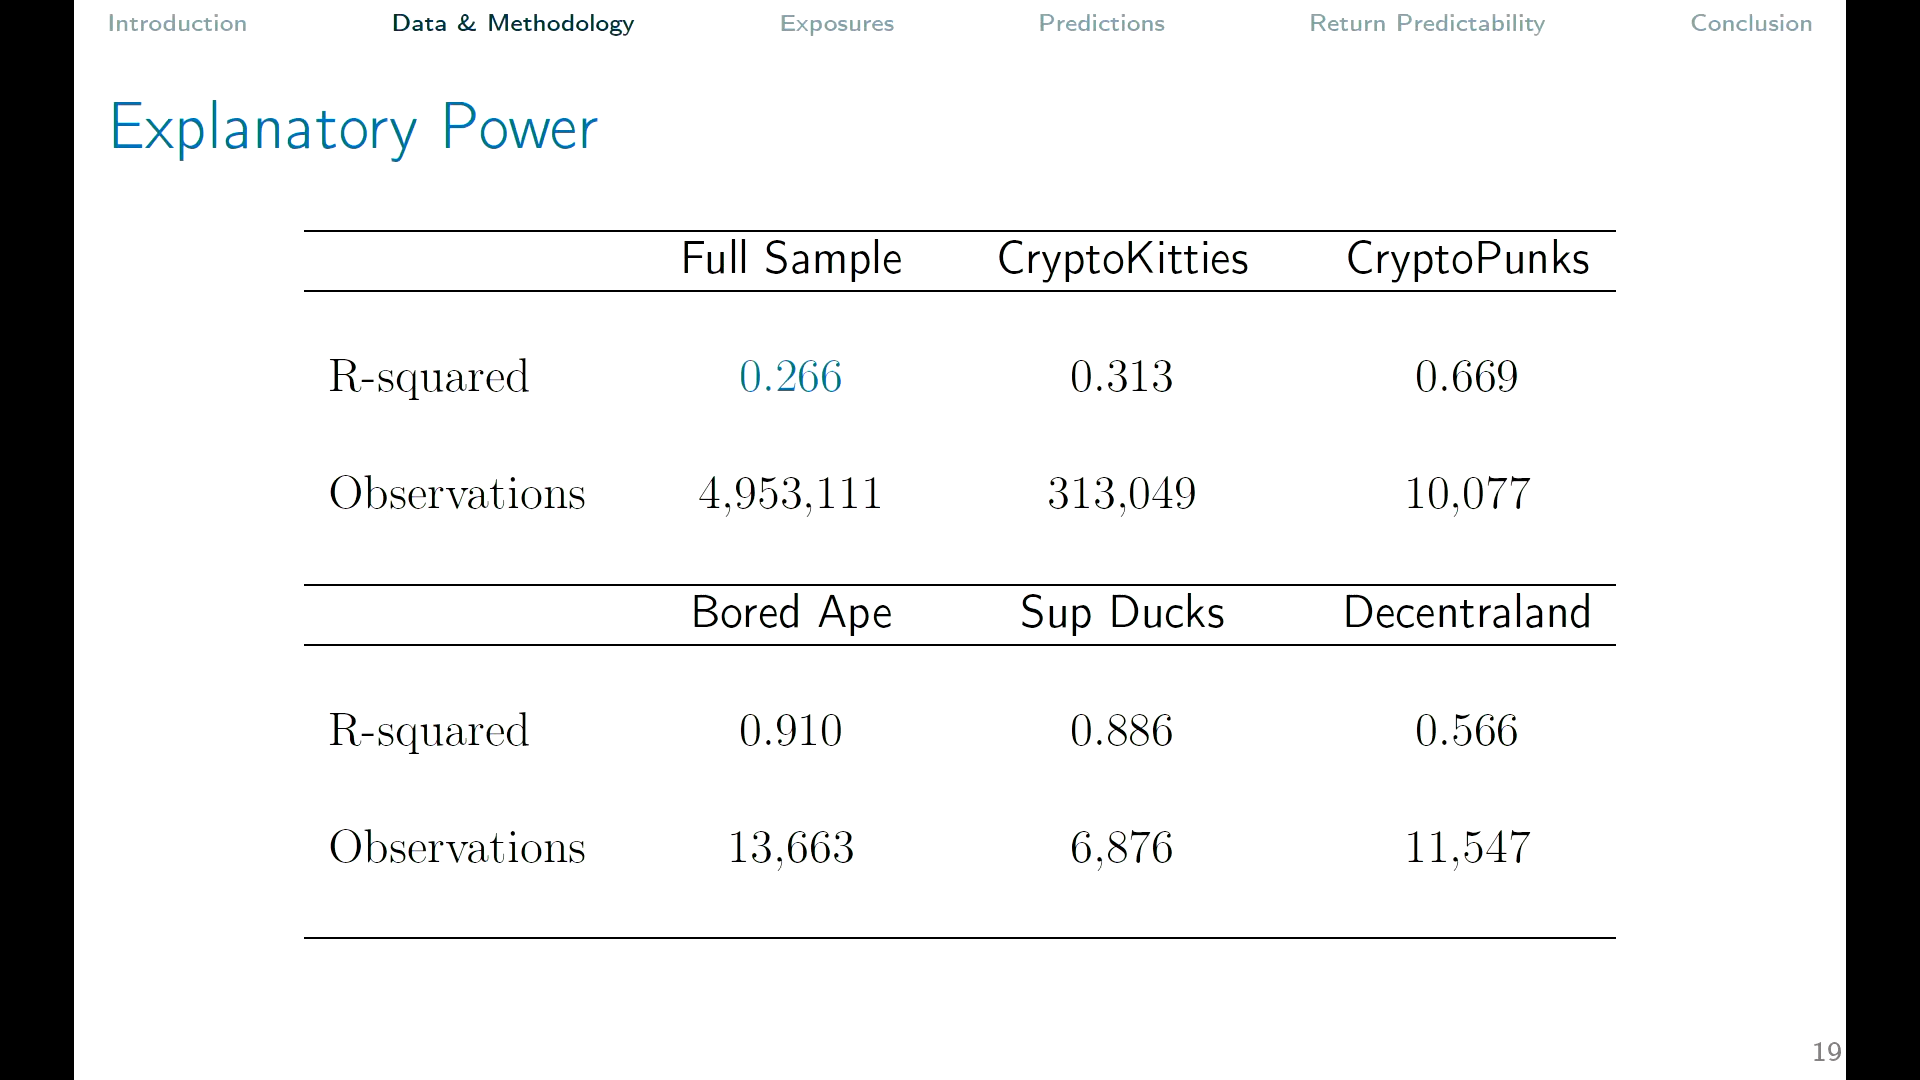 Introduction Data & Methodology Exposures Predictions Return Predictability Conclusion
Explanatory Power
Full Sample CryptoKitties CryptoPunks
R-squared 0.266 0.313 0.669
Observations 4,953,111 313,049 10,077
Bored Ape Sup Ducks Decentraland
R-squared 0.910 0.886 0.566
Observations 13,663 6,876 11,547
19